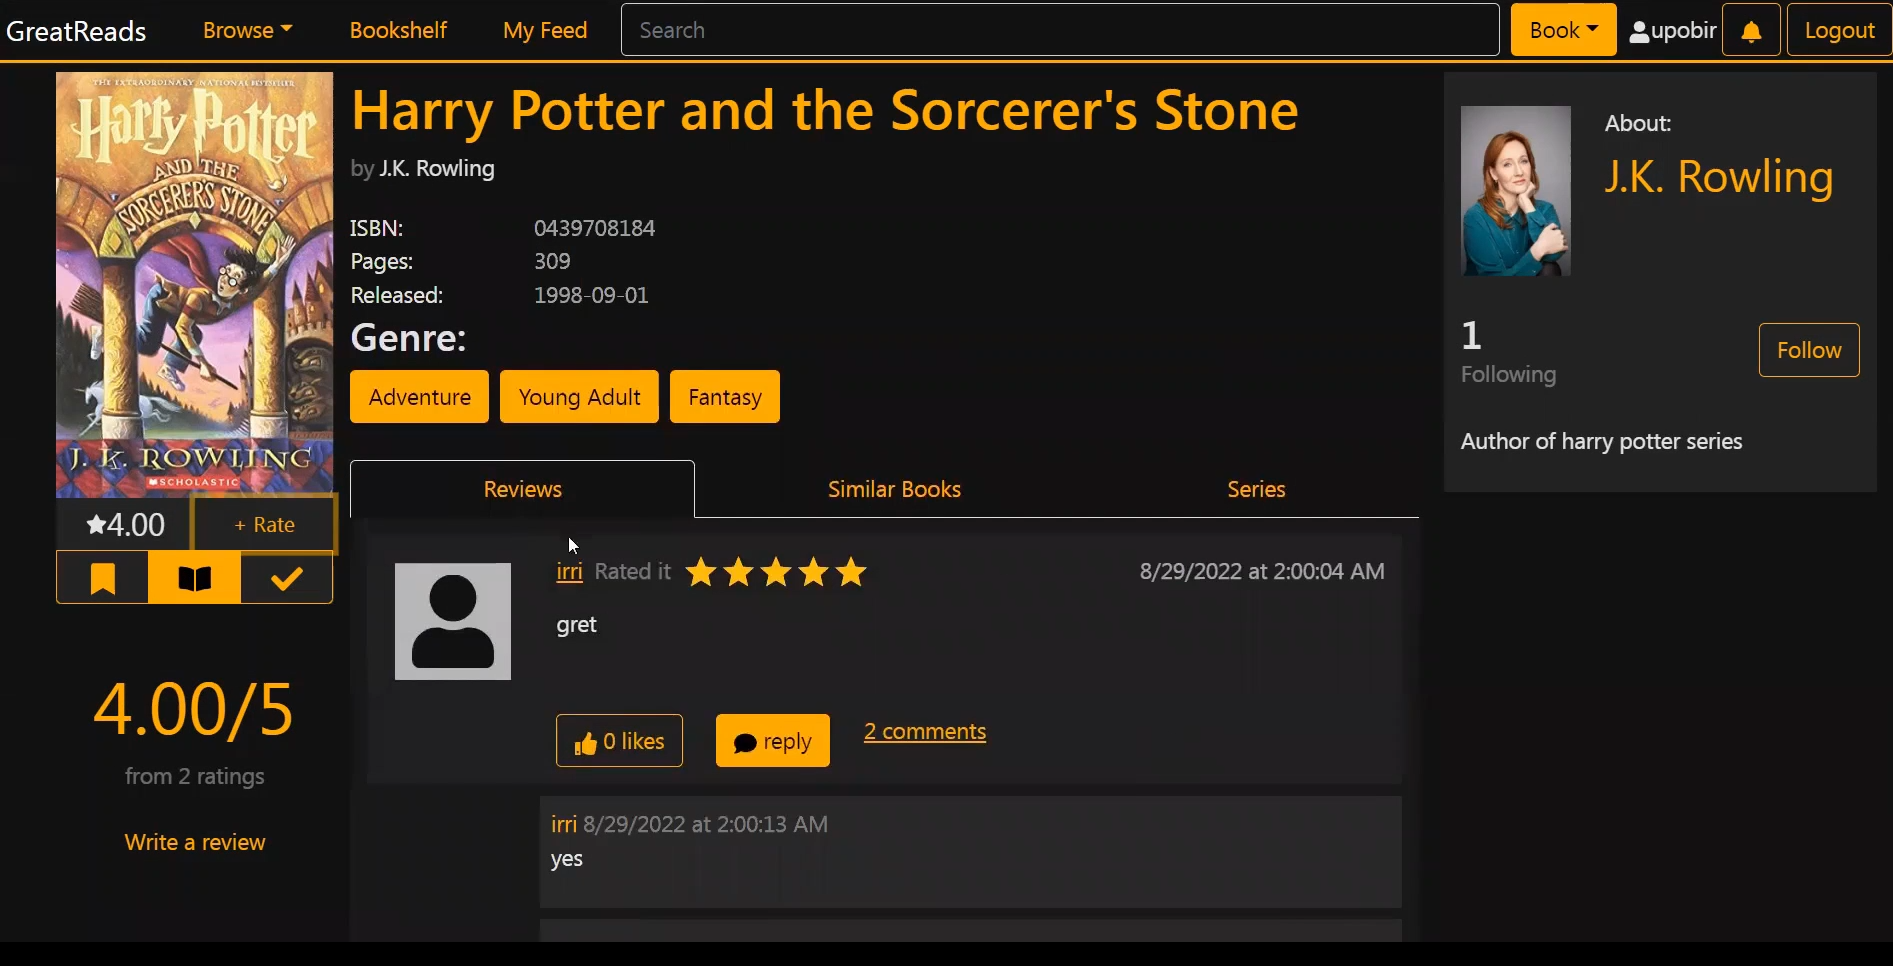 GreatReads Browse Bookshelf My Feed Search Book upobir Logout
THE EXTRAORDINARY NATIONAL BESTSELLER
Harry Potter
AND THE
SORCERER'S STONE
J. K. ROWLING
SCHOLASTIC
4.00 + Rate
4.00/5
from 2 ratings
Write a review
Harry Potter and the Sorcerer's Stone
by J.K. Rowling
ISBN: 0439708184
Pages: 309
Released: 1998-09-01
Genre:
Adventure Young Adult Fantasy
Reviews Similar Books Series
irri Rated it 8/29/2022 at 2:00:04 AM
gret
0 likes reply 2 comments
irri 8/29/2022 at 2:00:13 AM
yes
About:
J.K. Rowling
1
Following Follow
Author of harry potter series